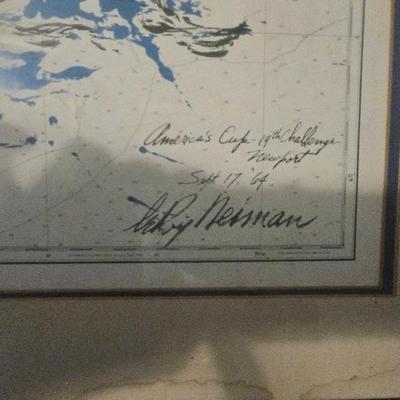 America's Cup - 19th Challenge
Newport
Sept 17 '64
LeRoy Neiman